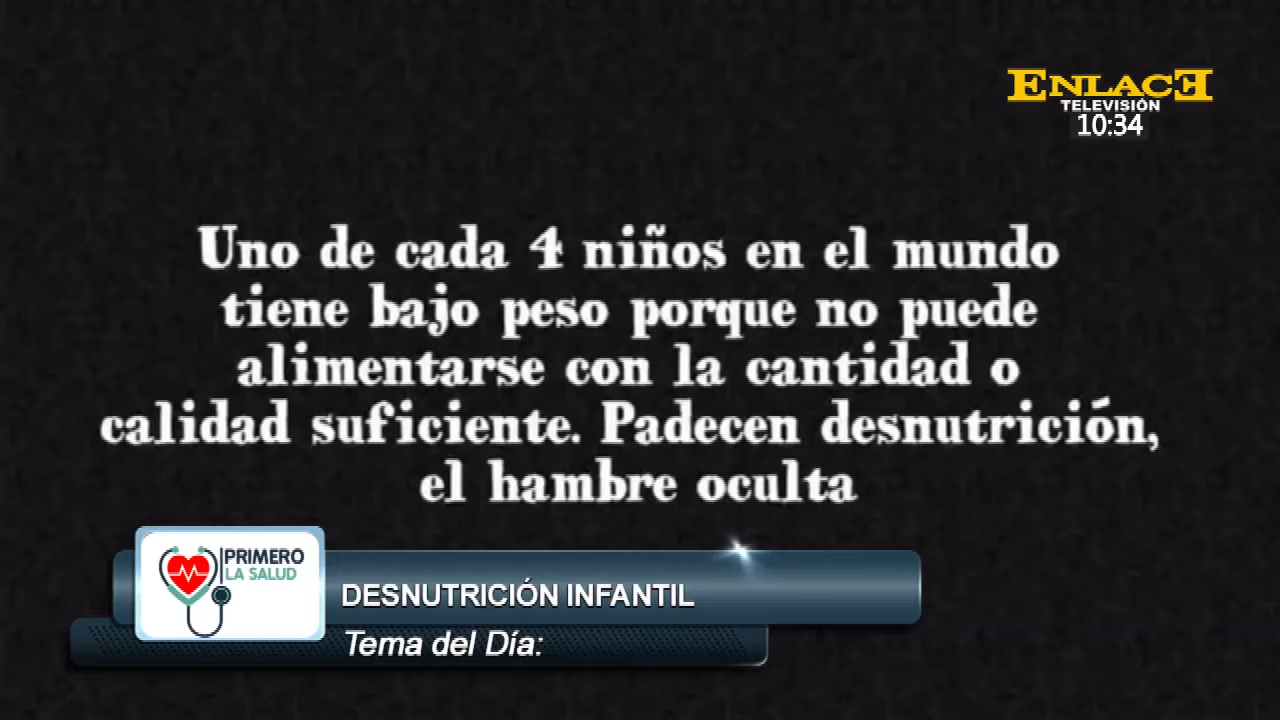 ENLACE
TELEVISIÓN
10:34
Uno de cada 4 niños en el mundo
tiene bajo peso porque no puede
alimentarse con la cantidad o
calidad suficiente. Padecen desnutrición,
el hambre oculta
PRIMERO
LA SALUD
DESNUTRICIÓN INFANTIL
Tema del Día: